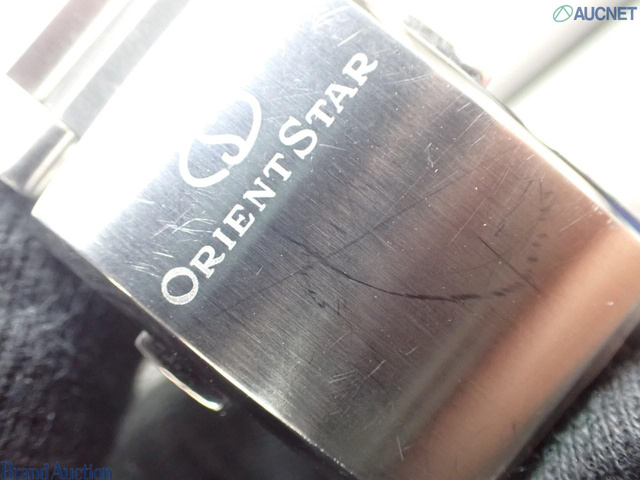 AUCNET
ORIENT STAR
Brand Auction